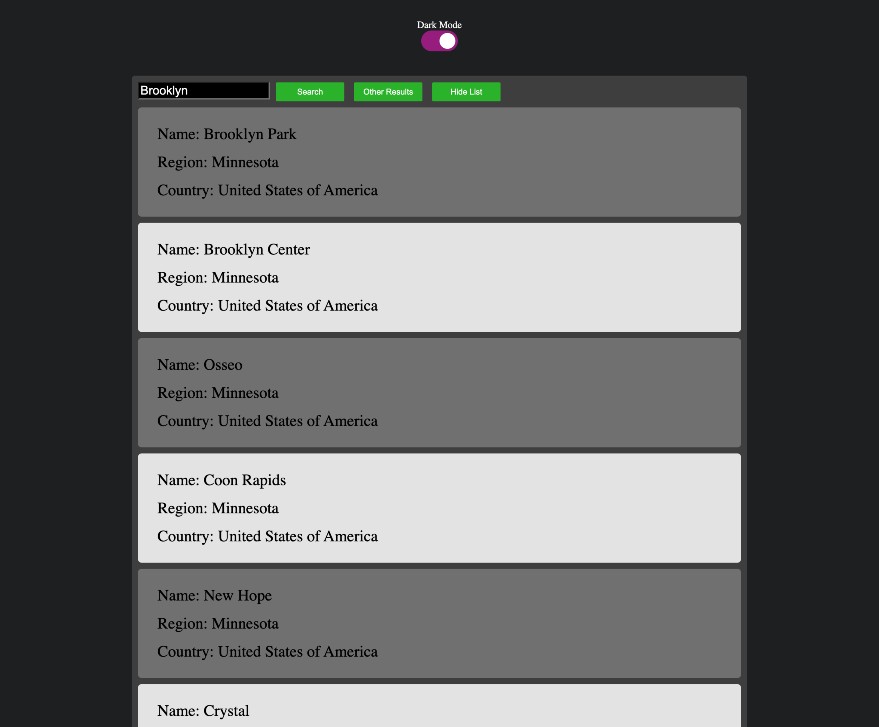 Dark Mode
Brooklyn Search Other Results Hide List
Name: Brooklyn Park
Region: Minnesota
Country: United States of America
Name: Brooklyn Center
Region: Minnesota
Country: United States of America
Name: Osseo
Region: Minnesota
Country: United States of America
Name: Coon Rapids
Region: Minnesota
Country: United States of America
Name: New Hope
Region: Minnesota
Country: United States of America
Name: Crystal